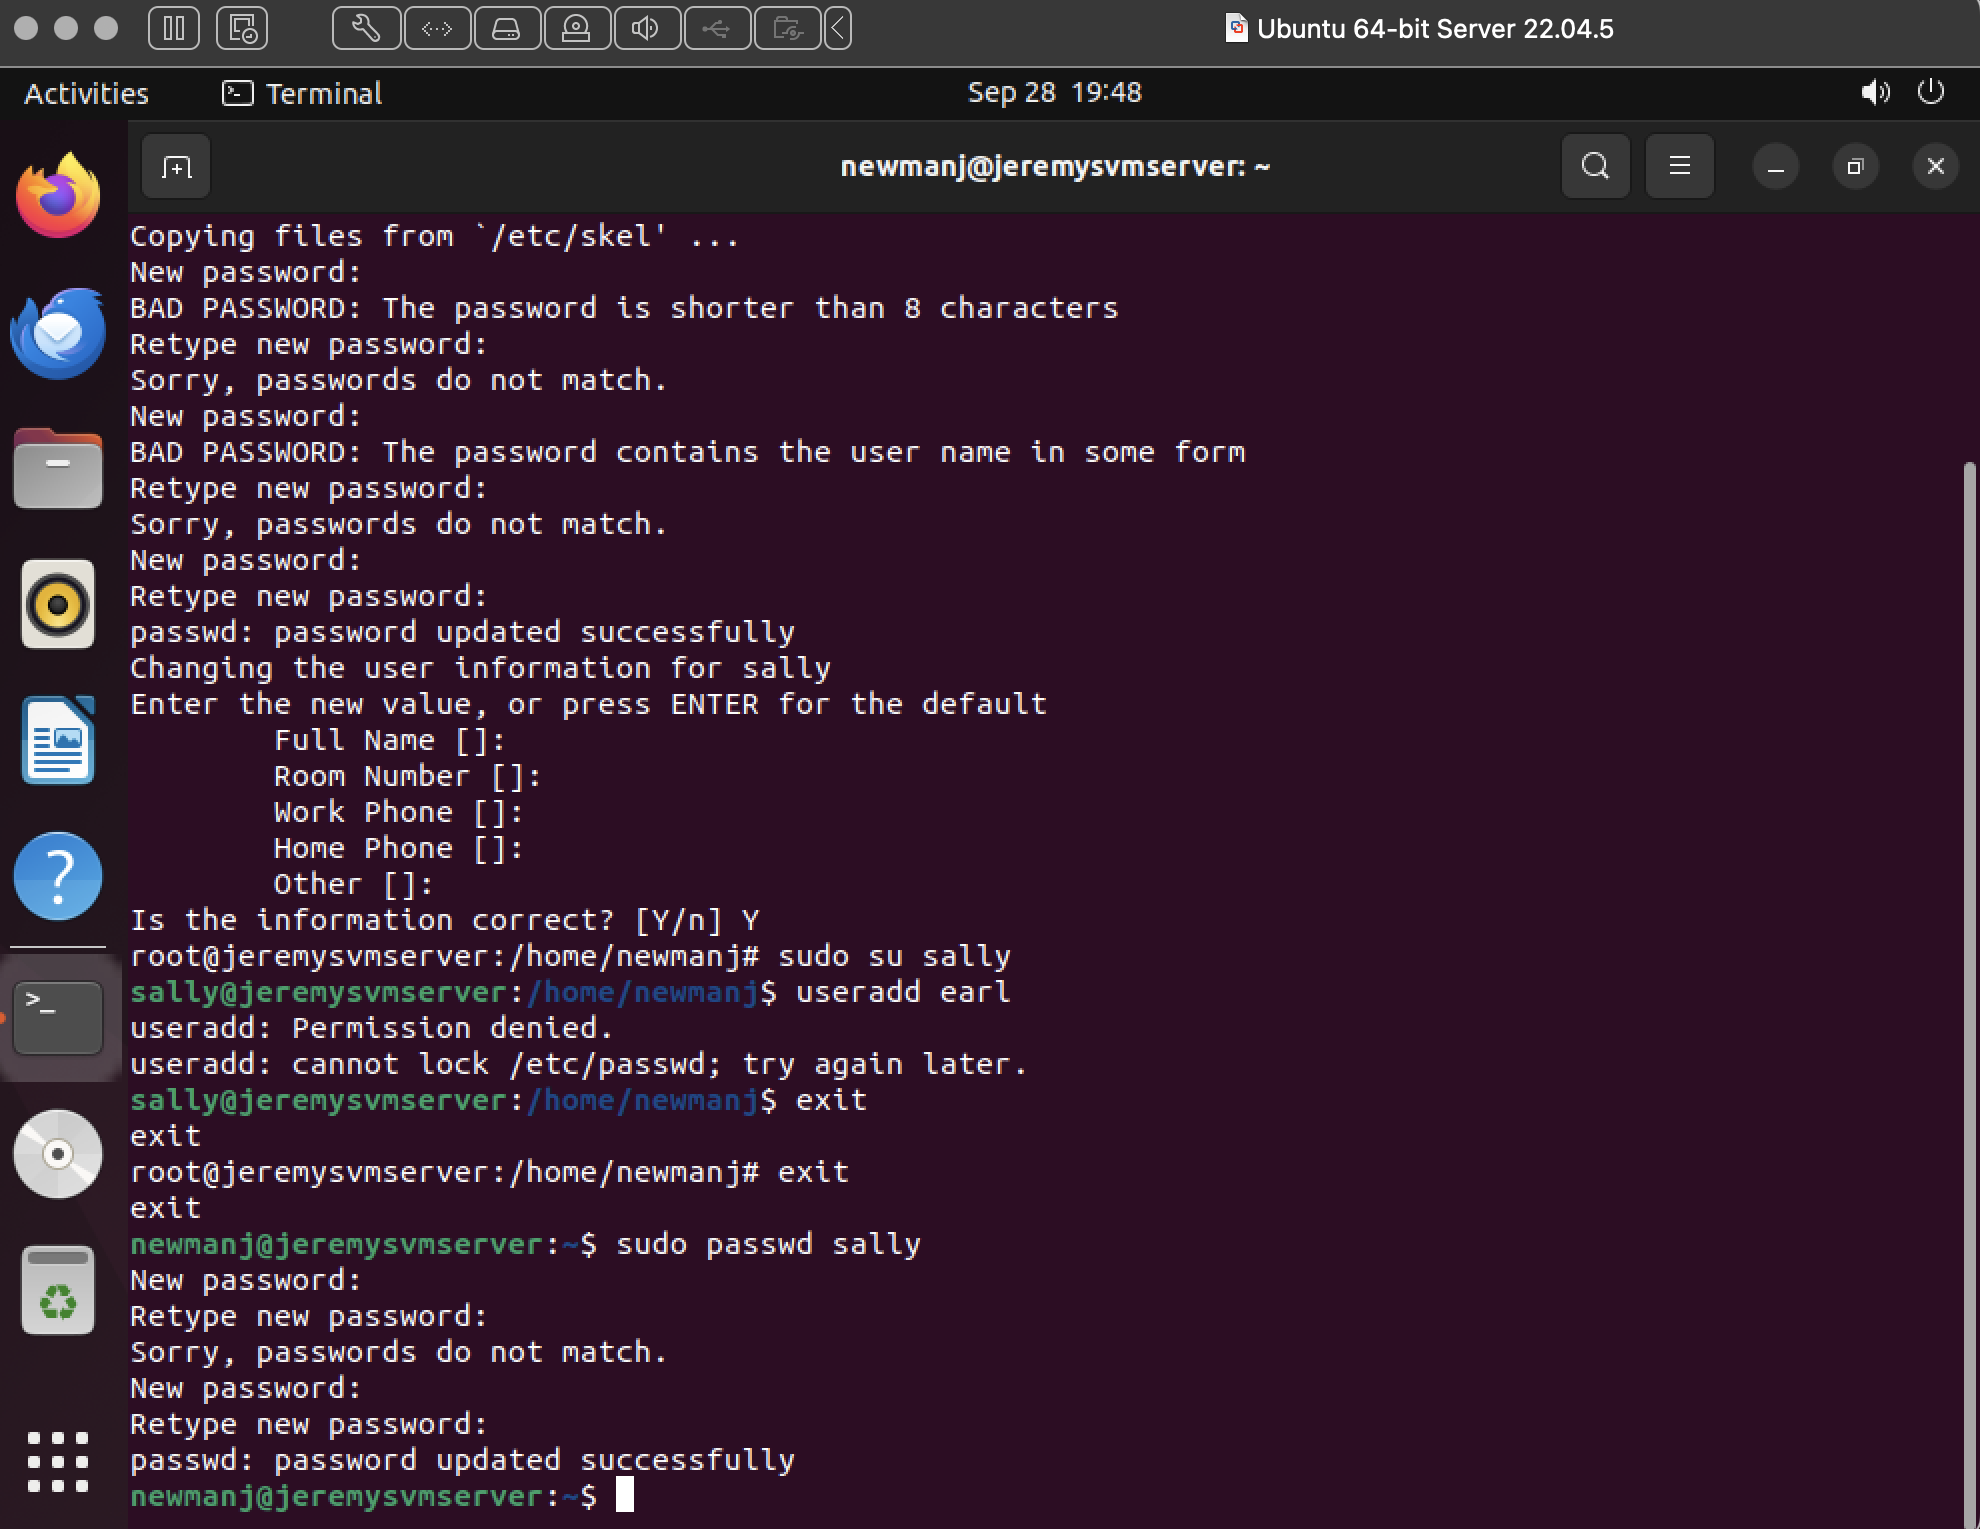 Ubuntu 64-bit Server 22.04.5
Activities
Terminal
Sep 28 19:48
newmanj@jeremysvmserver: ~
Copying files from `/etc/skel' ...
New password:
BAD PASSWORD: The password is shorter than 8 characters
Retype new password:
Sorry, passwords do not match.
New password:
BAD PASSWORD: The password contains the user name in some form
Retype new password:
Sorry, passwords do not match.
New password:
Retype new password:
passwd: password updated successfully
Changing the user information for sally
Enter the new value, or press ENTER for the default
Full Name []:
Room Number []:
Work Phone []:
Home Phone []:
Other []:
Is the information correct? [Y/n] Y
root@jeremysvmserver:/home/newmanj# sudo su sally
sally@jeremysvmserver:/home/newmanj$ useradd earl
useradd: Permission denied.
useradd: cannot lock /etc/passwd; try again later.
sally@jeremysvmserver:/home/newmanj$ exit
exit
root@jeremysvmserver:/home/newmanj# exit
exit
newmanj@jeremysvmserver:~$ sudo passwd sally
New password:
Retype new password:
Sorry, passwords do not match.
New password:
Retype new password:
passwd: password updated successfully
newmanj@jeremysvmserver:~$